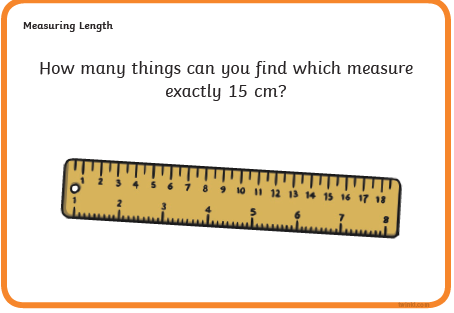 Measuring Length
How many things can you find which measure
exactly 15 cm?
1 2 3 4 5 6 7 8 9 10 11 12 13 14 15 16 17 18
1 2 3 4 5 6 7 8
twinkl.com